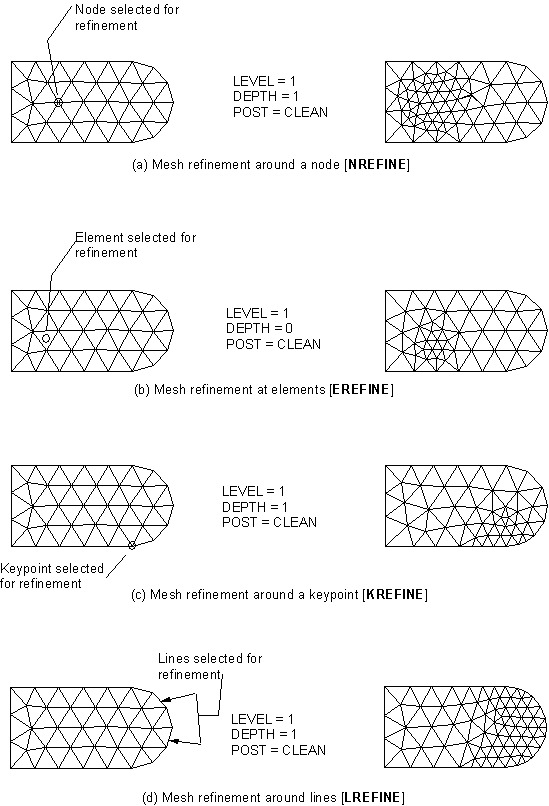 Node selected for
refinement
LEVEL = 1
DEPTH = 1
POST = CLEAN
(a) Mesh refinement around a node [NREFINE]
Element selected for
refinement
LEVEL = 1
DEPTH = 0
POST = CLEAN
(b) Mesh refinement at elements [EREFINE]
LEVEL = 1
DEPTH = 1
POST = CLEAN
Keypoint selected
for refinement
(c) Mesh refinement around a keypoint [KREFINE]
Lines selected for
refinement
LEVEL = 1
DEPTH = 1
POST = CLEAN
(d) Mesh refinement around lines [LREFINE]